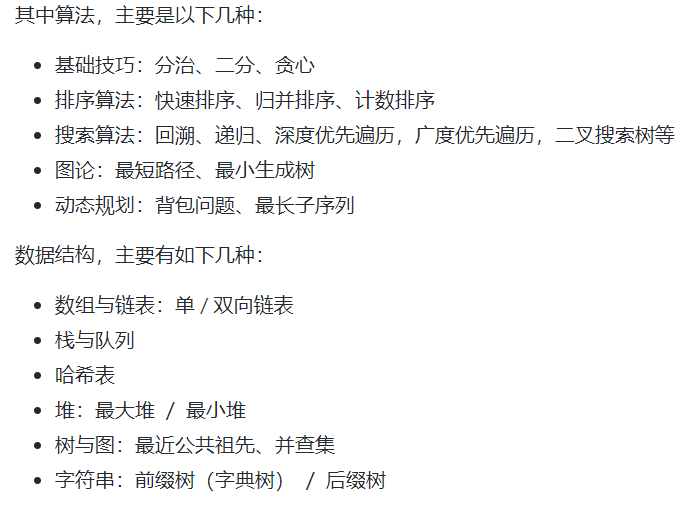 其中算法，主要是以下几种：
基础技巧：分治、二分、贪心
排序算法：快速排序、归并排序、计数排序
搜索算法：回溯、递归、深度优先遍历，广度优先遍历，二叉搜索树等
图论：最短路径、最小生成树
动态规划：背包问题、最长子序列
数据结构，主要有如下几种：
数组与链表：单 / 双向链表
栈与队列
哈希表
堆：最大堆 ／ 最小堆
树与图：最近公共祖先、并查集
字符串：前缀树（字典树） ／ 后缀树